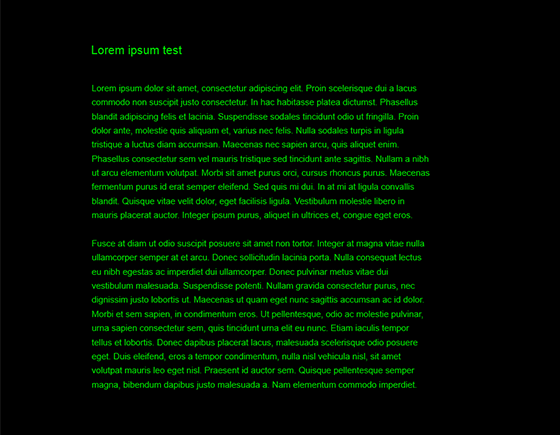 Lorem ipsum test
Lorem ipsum dolor sit amet, consectetur adipiscing elit. Proin scelerisque dui a lacus
commodo non suscipit justo consectetur. In hac habitasse platea dictumst. Phasellus
blandit adipiscing felis et lacinia. Suspendisse sodales tincidunt odio ut fringilla. Proin
dolor ante, molestie quis aliquam et, varius nec felis. Nulla sodales turpis in ligula
tristique a luctus diam accumsan. Maecenas nec sapien arcu, quis aliquet enim.
Phasellus consectetur sem vel mauris tristique sed tincidunt ante sagittis. Nullam a nibh
ut arcu elementum volutpat. Morbi sit amet purus orci, cursus rhoncus purus. Maecenas
fermentum purus id erat semper eleifend. Sed quis mi dui. In at mi at ligula convallis
blandit. Quisque vitae velit dolor, eget facilisis ligula. Vestibulum molestie libero in
mauris placerat auctor. Integer ipsum purus, aliquet in ultrices et, congue eget eros.
Fusce at diam ut odio suscipit posuere sit amet non tortor. Integer at magna vitae nulla
ullamcorper semper at et arcu. Donec sollicitudin lacinia porta. Nulla consequat lectus
eu nibh egestas ac imperdiet dui ullamcorper. Donec pulvinar metus vitae dui
vestibulum malesuada. Suspendisse potenti. Nullam gravida consectetur purus, nec
dignissim justo lobortis ut. Maecenas ut quam eget nunc sagittis accumsan ac id dolor.
Morbi et sem sapien, in condimentum eros. Ut pellentesque, odio ac molestie pulvinar,
urna sapien consectetur sem, quis tincidunt urna elit eu nunc. Etiam iaculis tempor
tellus et lobortis. Donec dapibus placerat lacus, malesuada scelerisque odio posuere
eget. Duis eleifend, eros a tempor condimentum, nulla nisl vehicula nisl, sit amet
volutpat mauris leo eget nisl. Praesent id auctor sem. Quisque pellentesque semper
magna, bibendum dapibus justo malesuada a. Nam elementum commodo imperdiet.